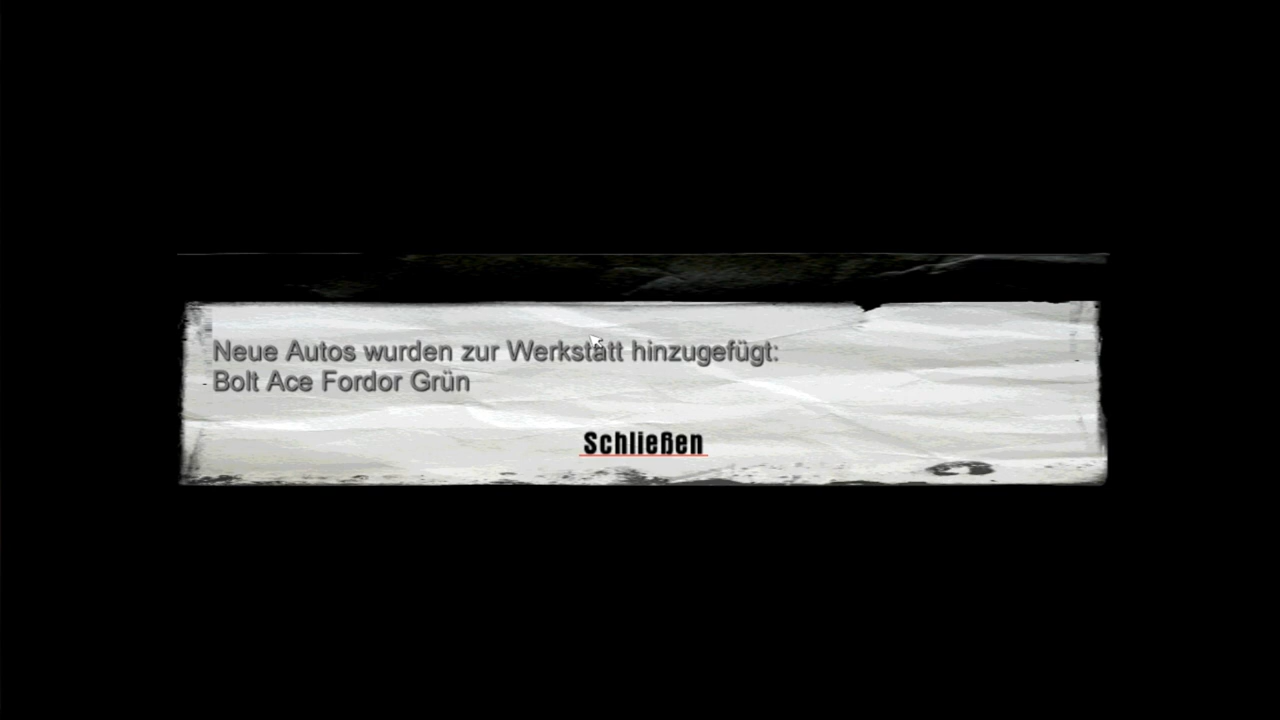 Neue Autos wurden zur Werkstatt hinzugefügt:
Bolt Ace Fordor Grün
Schließen